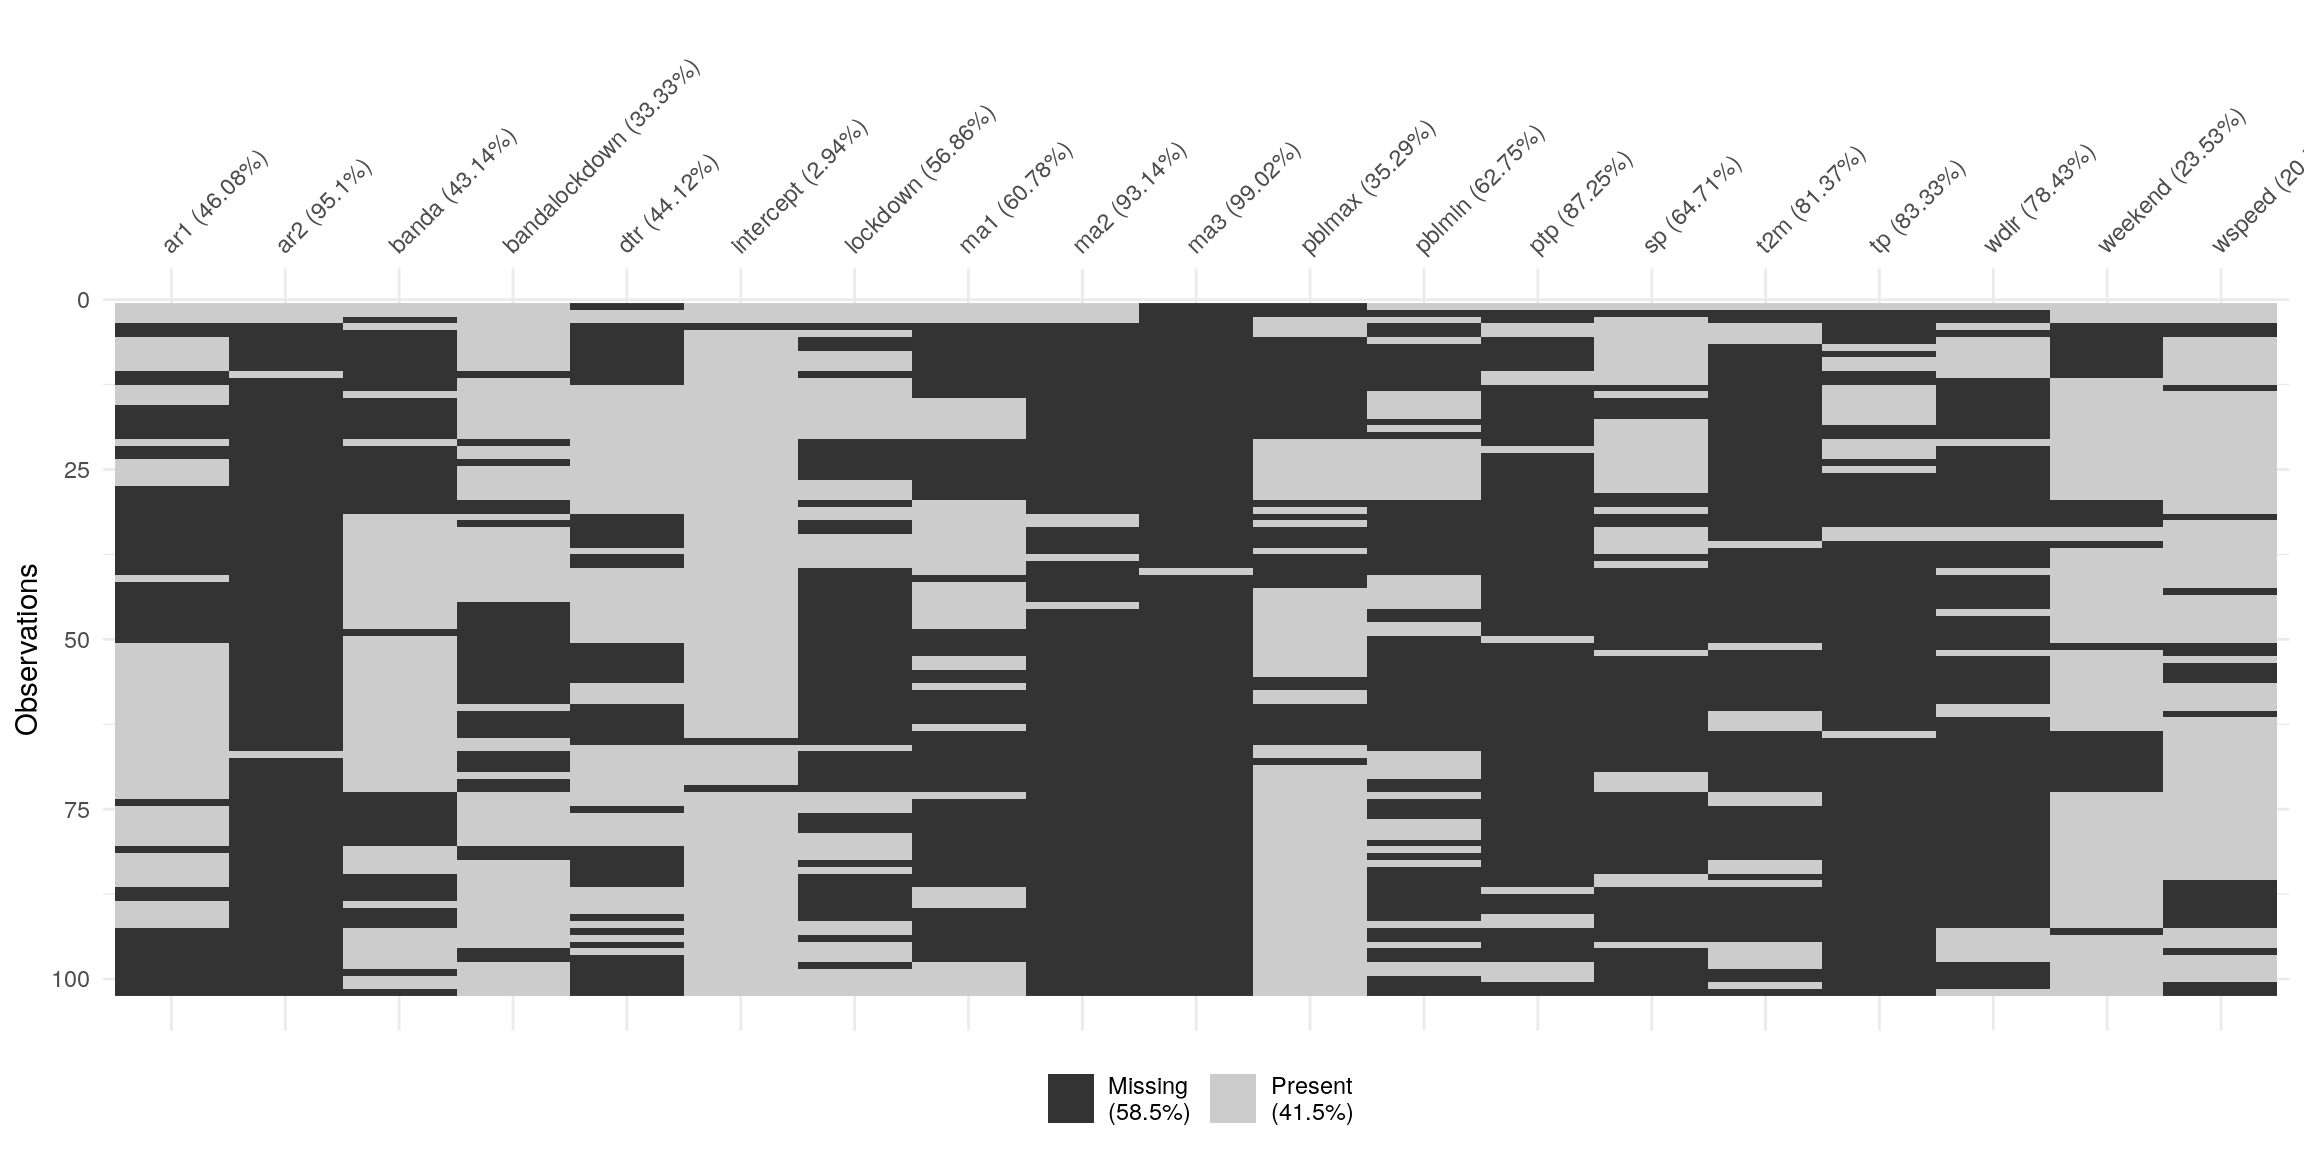 ar1 (46.08%)
ar2 (95.1%)
banda (43.14%)
bandalockdown (33.33%)
dtr (44.12%)
Intercept (2.94%)
lockdown (56.86%)
ma1 (60.78%)
ma2 (93.14%)
ma3 (99.02%)
pblmax (35.29%)
pblmin (62.75%)
ptp (87.25%)
sp (64.71%)
t2m (81.37%)
tp (83.33%)
wdir (78.43%)
weekend (23.53%)
wspeed (20.
0
25
50
75
100
Observations
Missing
(58.5%)
Present
(41.5%)